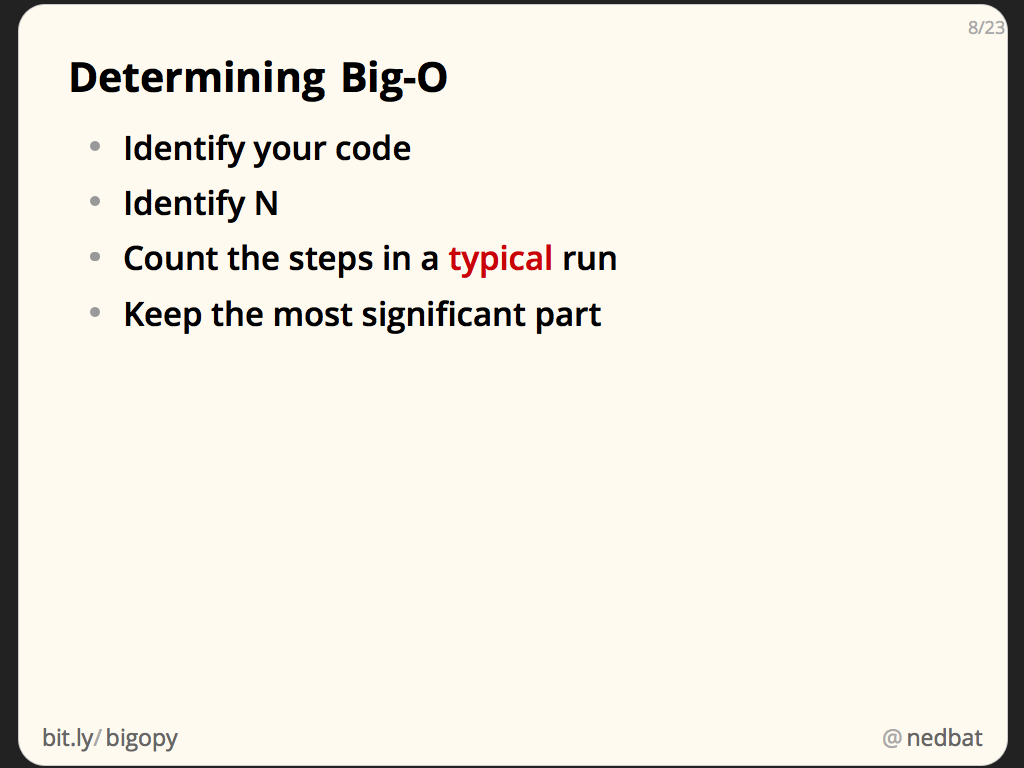 8/23
Determining Big-O
• Identify your code
• Identify N
• Count the steps in a typical run
• Keep the most significant part
bit.ly/bigopy
@nedbat